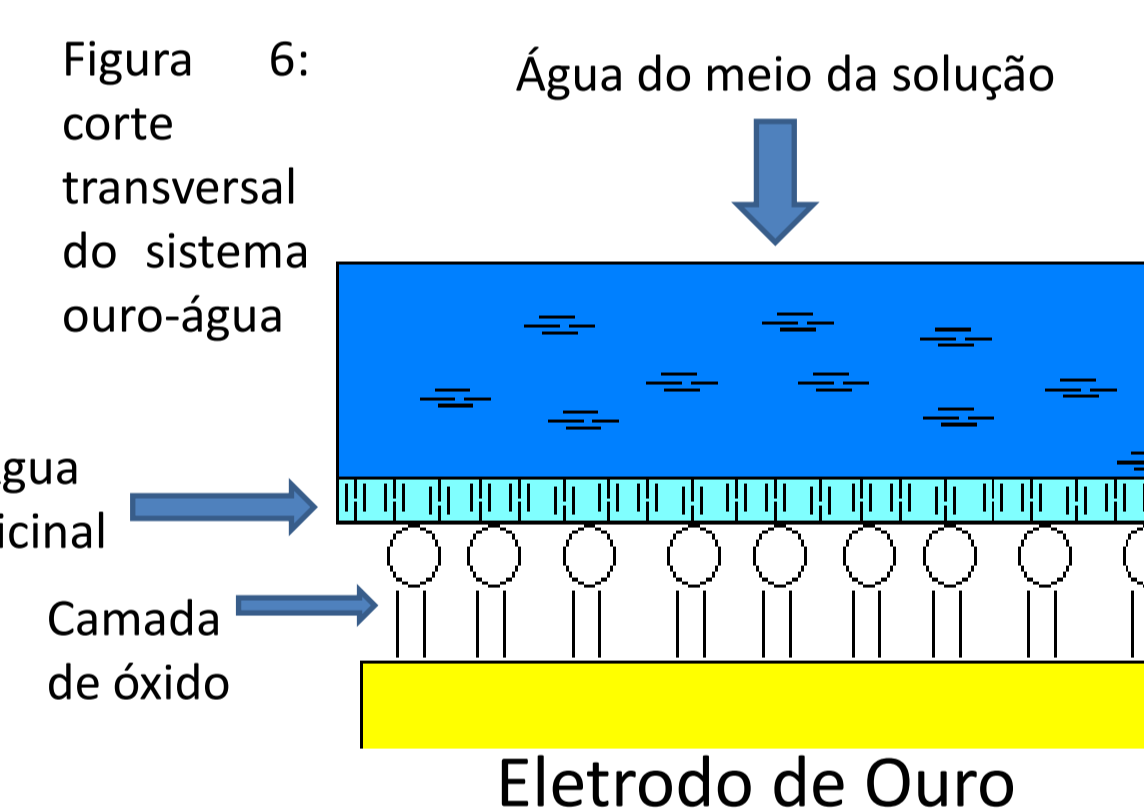 Figura 6:
corte
transversal
do sistema
ouro-água
Água do meio da solução
Camada
de óxido
Eletrodo de Ouro